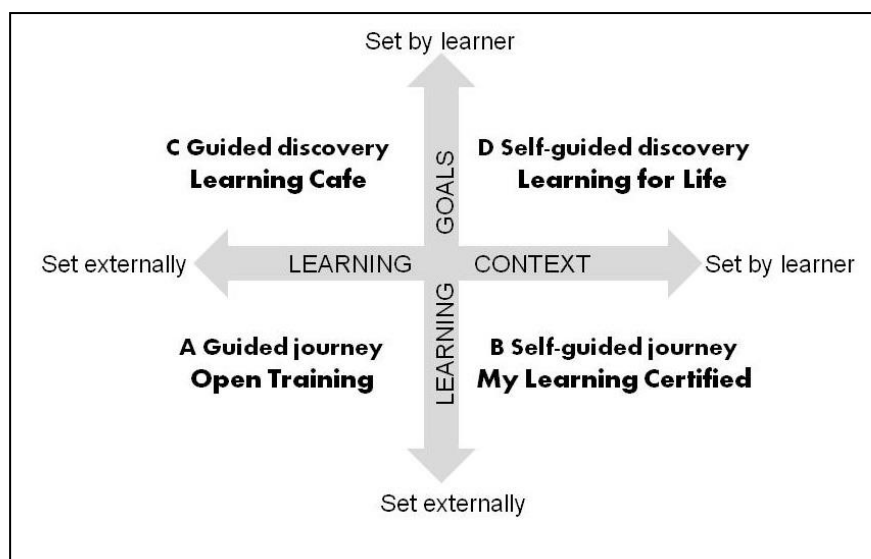 Set by learner
C Guided discovery
Learning Cafe
D Self-guided discovery
Learning for Life
GOALS
Set externally
LEARNING
CONTEXT
Set by learner
LEARNING
A Guided journey
Open Training
B Self-guided journey
My Learning Certified
Set externally